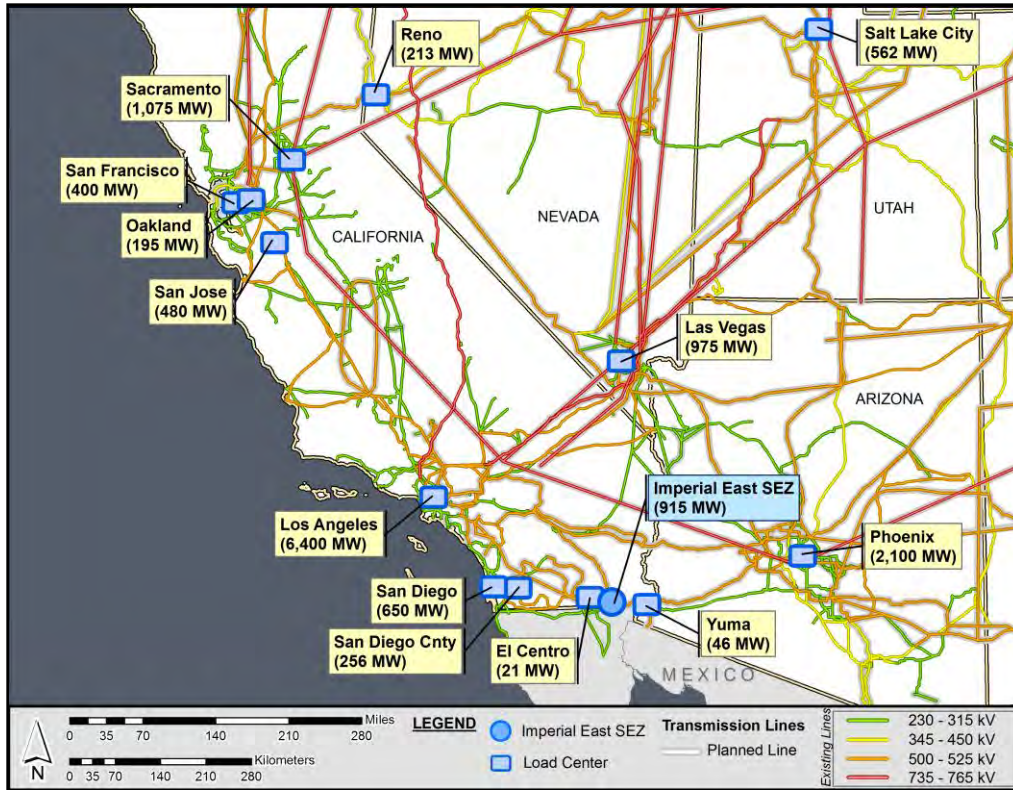 Reno
(213 MW)
Salt Lake City
(562 MW)
Sacramento
(1,075 MW)
San Francisco
(400 MW)
Oakland
(195 MW)
San Jose
(480 MW)
CALIFORNIA
NEVADA
UTAH
Las Vegas
(975 MW)
ARIZONA
Los Angeles
(6,400 MW)
Imperial East SEZ
(915 MW)
Phoenix
(2,100 MW)
San Diego
(650 MW)
San Diego Cnty
(256 MW)
El Centro
(21 MW)
Yuma
(46 MW)
MEXICO
N
Miles
0 35 70 140 210 280
Kilometers
0 35 70 140 210 280
LEGEND
Imperial East SEZ
Load Center
Transmission Lines
Planned Line
Existing Lines
230 - 315 kV
345 - 450 kV
500 - 525 kV
735 - 765 kV